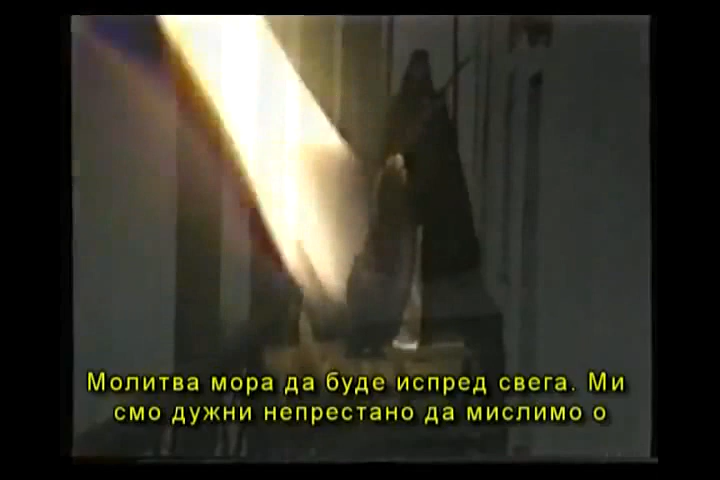 Молитва мора да буде испред свега. Ми
смо дужни непрестано да мислимо о